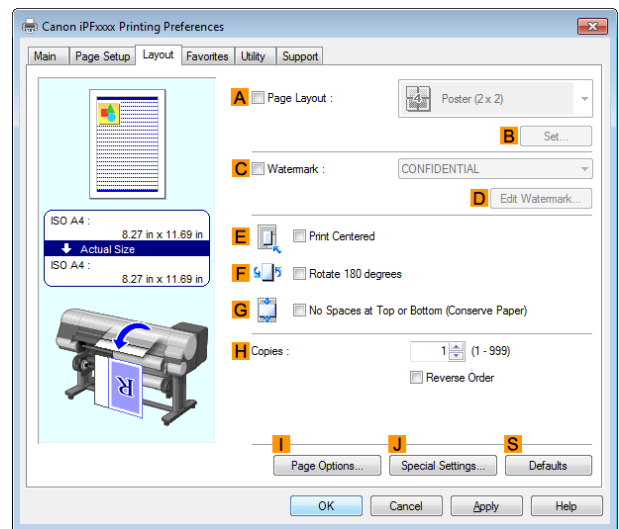 Canon iPFxxxx Printing Preferences
Main Page Setup Layout Favorites Utility Support
A Page Layout : 4 Poster (2 x 2)
B Set...
C Watermark : CONFIDENTIAL
D Edit Watermark...
ISO A4 :
8.27 in x 11.69 in
Actual Size
ISO A4 :
8.27 in x 11.69 in
E Print Centered
F Rotate 180 degrees
G No Spaces at Top or Bottom (Conserve Paper)
H Copies : 1 (1 - 999)
Reverse Order
R
I J S
Page Options... Special Settings... Defaults
OK Cancel Apply Help